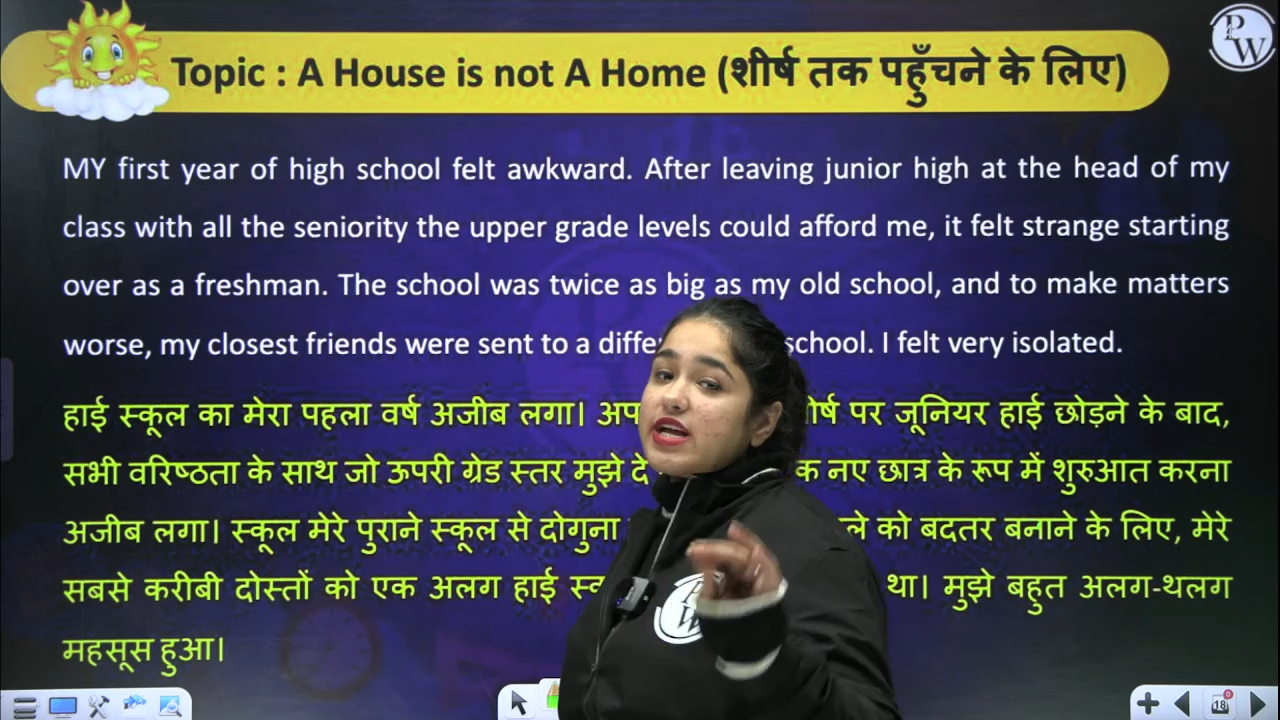 Topic : A House is not A Home (शीर्ष तक पहुँचने के लिए)
PW
MY first year of high school felt awkward. After leaving junior high at the head of my
class with all the seniority the upper grade levels could afford me, it felt strange starting
over as a freshman. The school was twice as big as my old school, and to make matters
worse, my closest friends were sent to a school. I felt very isolated.
हाई स्कूल का मेरा पहला वर्ष अजीब लगा। पर जूनियर हाई छोड़ने के बाद,
सभी वरिष्ठता के साथ जो ऊपरी ग्रेड स्तर मुझे नए छात्र के रूप में शुरुआत करना
अजीब लगा। स्कूल मेरे पुराने स्कूल से दोगुना को बदतर बनाने के लिए, मेरे
सबसे करीबी दोस्तों को एक अलग हाई था। मुझे बहुत अलग-थलग
महसूस हुआ।
18